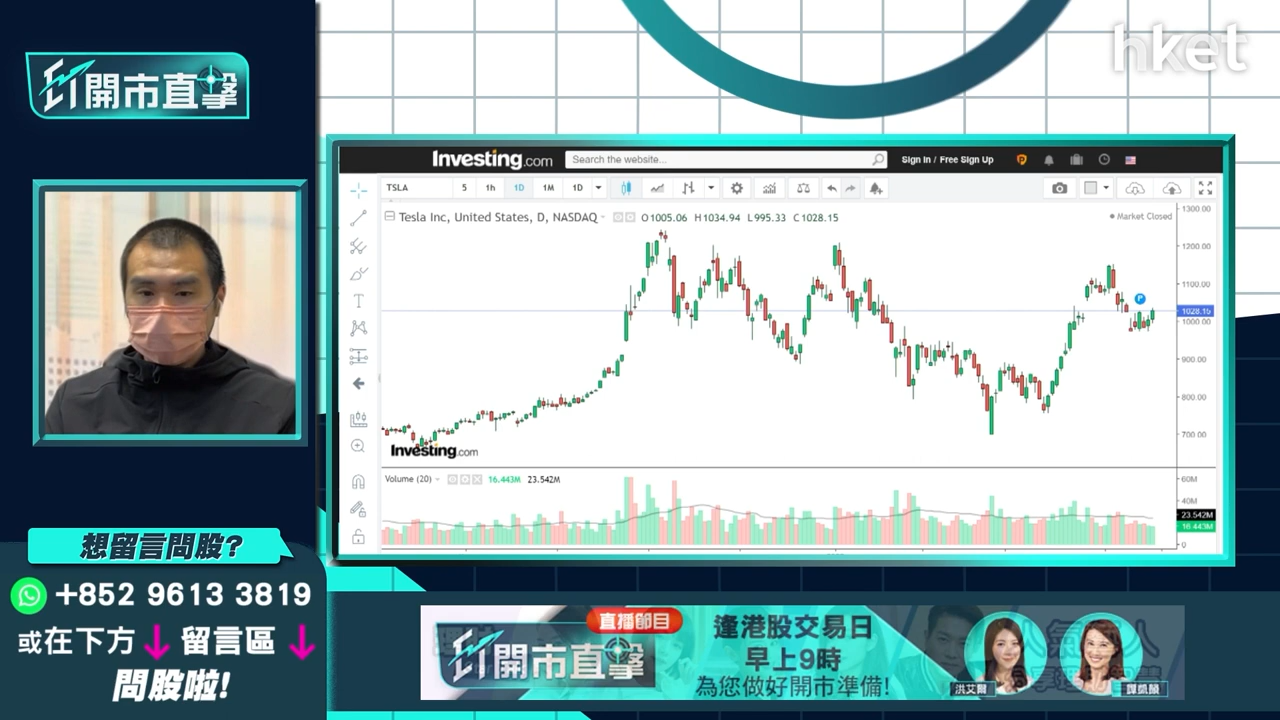 ET開市直擊
hket
Investing.com
Search the website...
Sign In / Free Sign Up
TSLA
5
1h
1D
1M
1D
Tesla Inc, United States, D, NASDAQ
O1005.06 H1034.94 L995.33 C1028.15
Market Closed
1300.00
1200.00
1100.00
P
1028.15
1000.00
900.00
800.00
700.00
Investing.com
Volume (20)
16.443M
23.542M
60M
40M
23.542M
16.443M
0
想留言問股?
+852 9613 3819
或在下方
留言區
問股啦!
直播節目
ET開市直擊
逢港股交易日
早上9時
為您做好開市準備!
洪艾爾